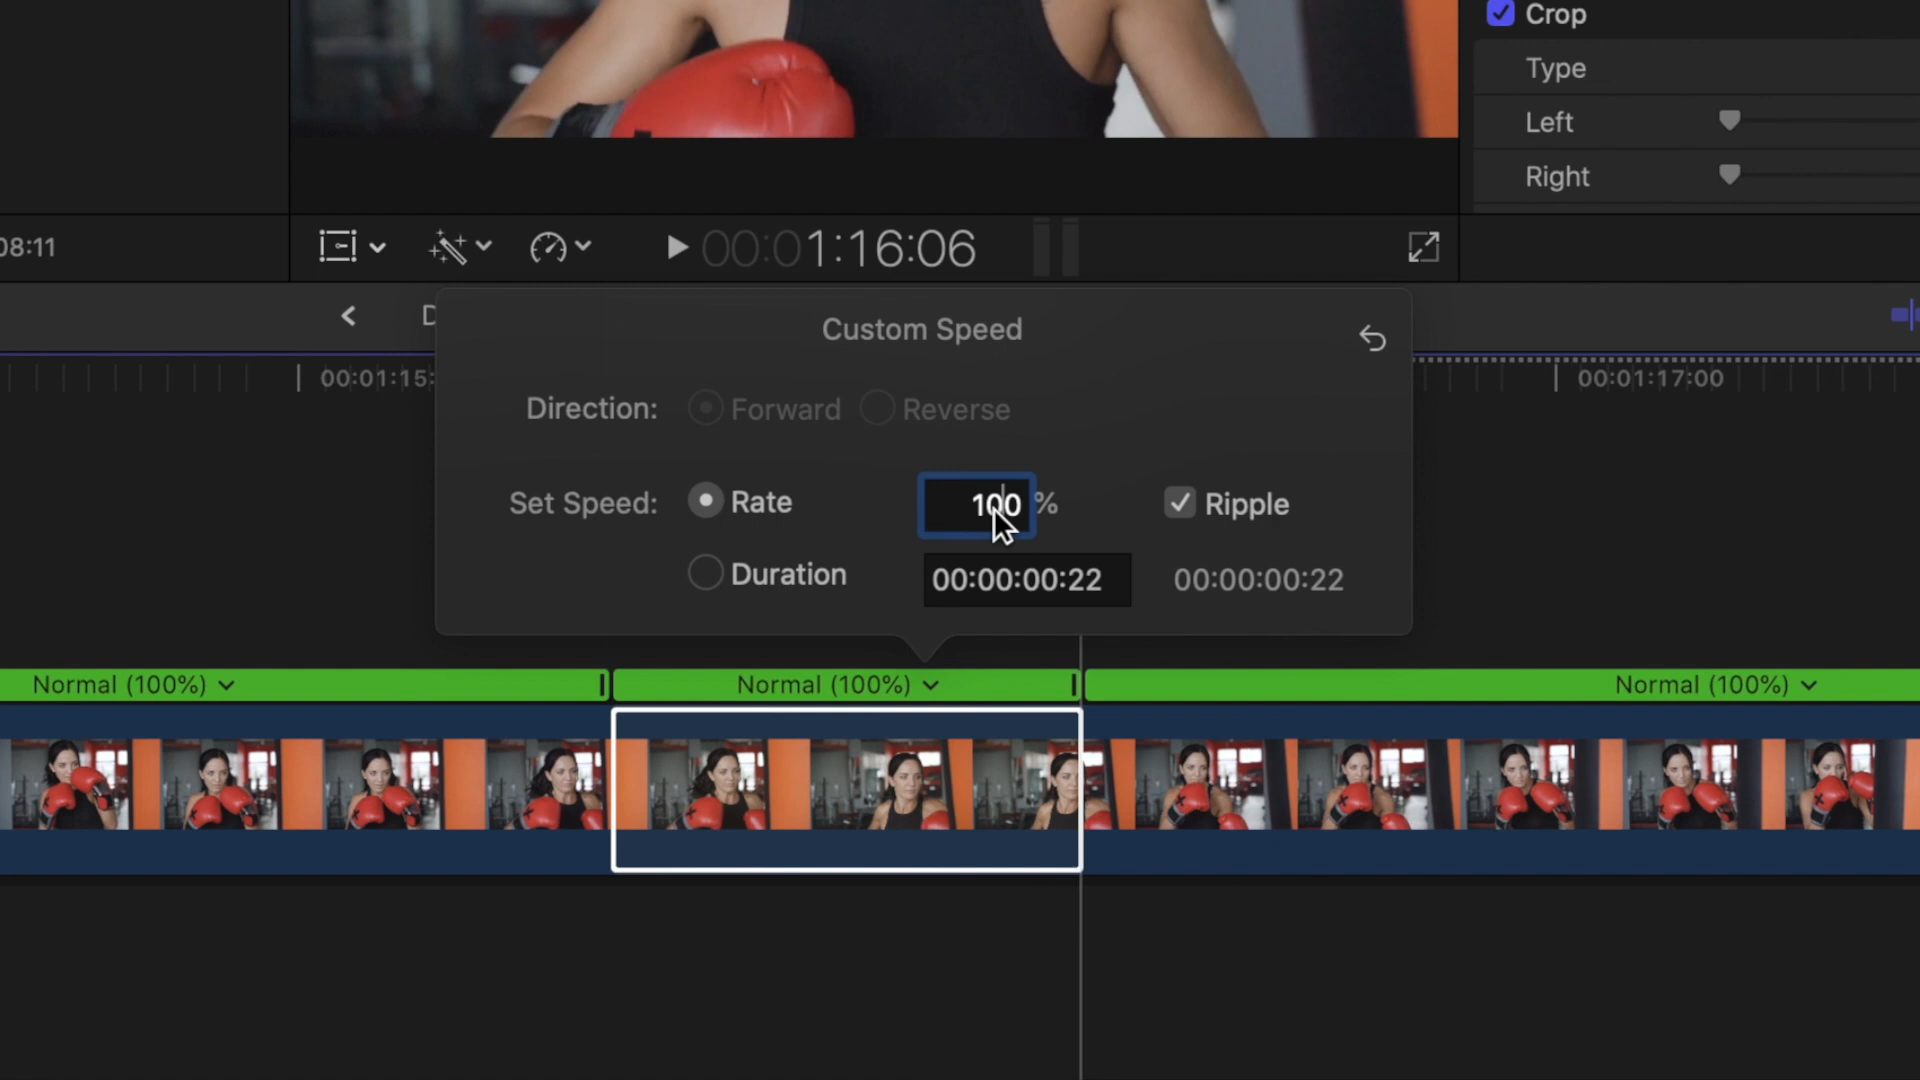 Crop
Type
Left
Right
08:11
00:01:16:06
D
Custom Speed
00:01:15:
00:01:17:00
Direction: Forward Reverse
Set Speed: Rate 100 % Ripple
Duration 00:00:00:22 00:00:00:22
Normal (100%) Normal (100%) Normal (100%)